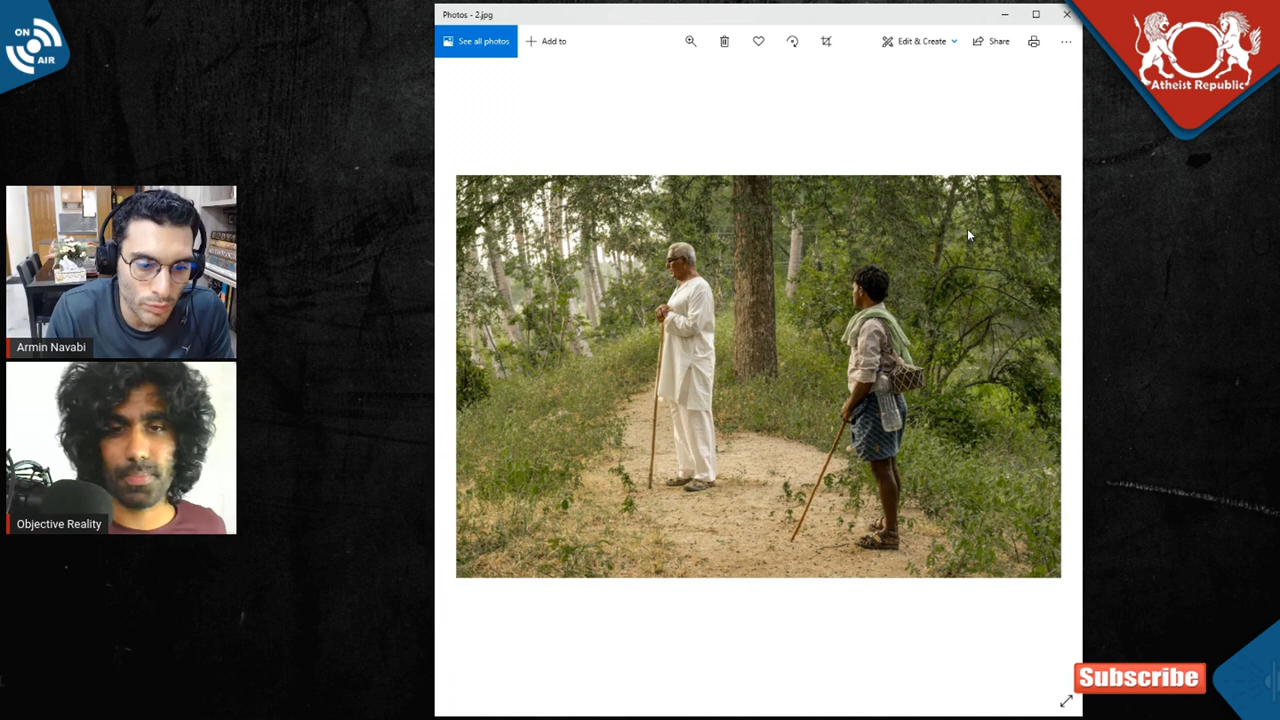 Photos - 2.jpg
See all photos
Add to
Edit & Create
Share
ON
AIR
Atheist Republic
Armin Navabi
Objective Reality
Subscribe